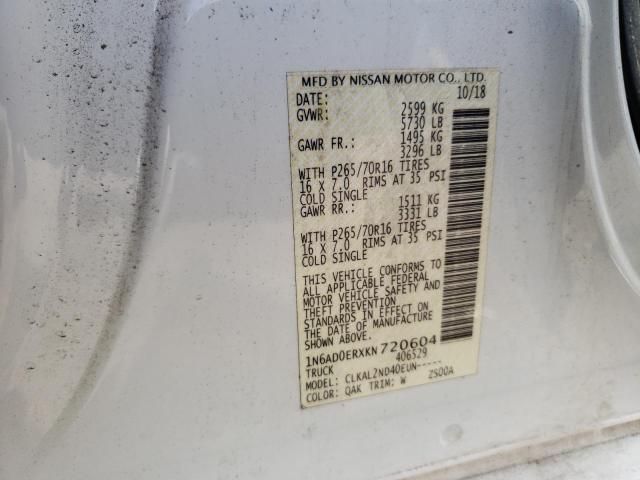 MFD BY NISSAN MOTOR CO., LTD.
DATE: 10/18
GVWR: 2599 KG
5730 LB
GAWR FR.: 1495 KG
3296 LB
WITH P265/70R16 TIRES
16 X 7.0 RIMS AT 35 PSI
COLD SINGLE
GAWR RR.: 1511 KG
3331 LB
WITH P265/70R16 TIRES
16 X 7.0 RIMS AT 35 PSI
COLD SINGLE
THIS VEHICLE CONFORMS TO
ALL APPLICABLE FEDERAL
MOTOR VEHICLE SAFETY AND
THEFT PREVENTION
STANDARDS IN EFFECT ON
THE DATE OF MANUFACTURE
SHOWN ABOVE.
1N6AD0ERXKN720604
TRUCK 406529
MODEL: CLKAL2ND40EUN-----
COLOR: QAK TRIM: W ZS00A